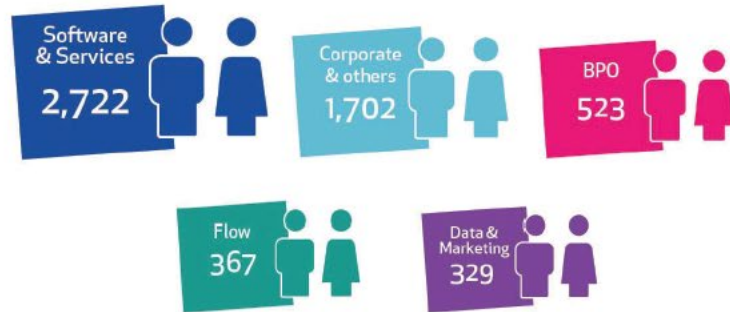 Software
& Services
2,722
Corporate
& others
1,702
BPO
523
Flow
367
Data &
Marketing
329